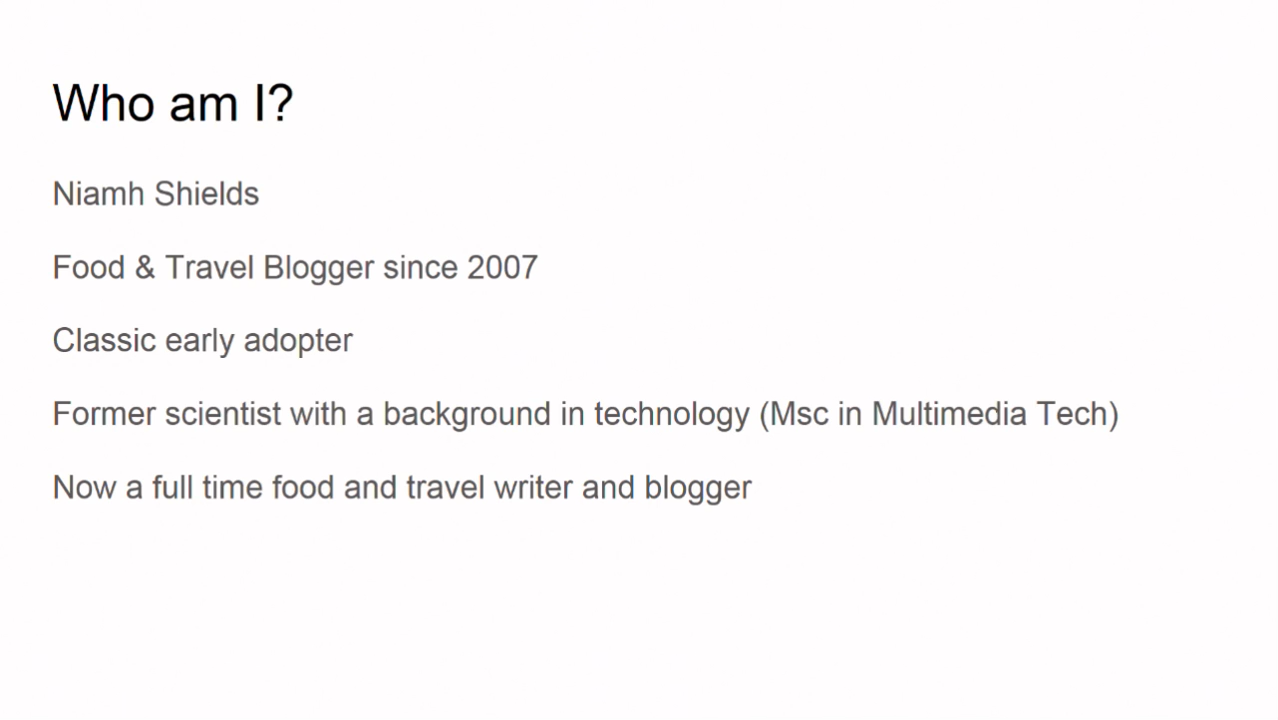 Who am I?
Niamh Shields
Food & Travel Blogger since 2007
Classic early adopter
Former scientist with a background in technology (Msc in Multimedia Tech)
Now a full time food and travel writer and blogger